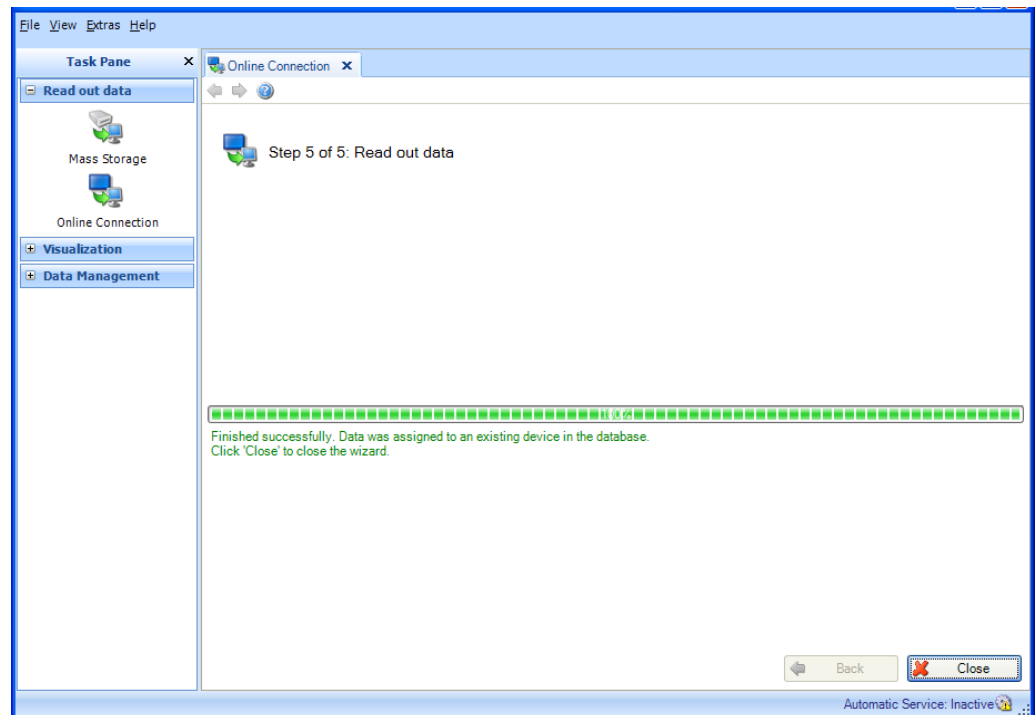 File View Extras Help
Task Pane
Online Connection
Read out data
Mass Storage
Online Connection
Visualization
Data Management
Step 5 of 5: Read out data
100%
Finished successfully. Data was assigned to an existing device in the database.
Click 'Close' to close the wizard.
Back
Close
Automatic Service: Inactive